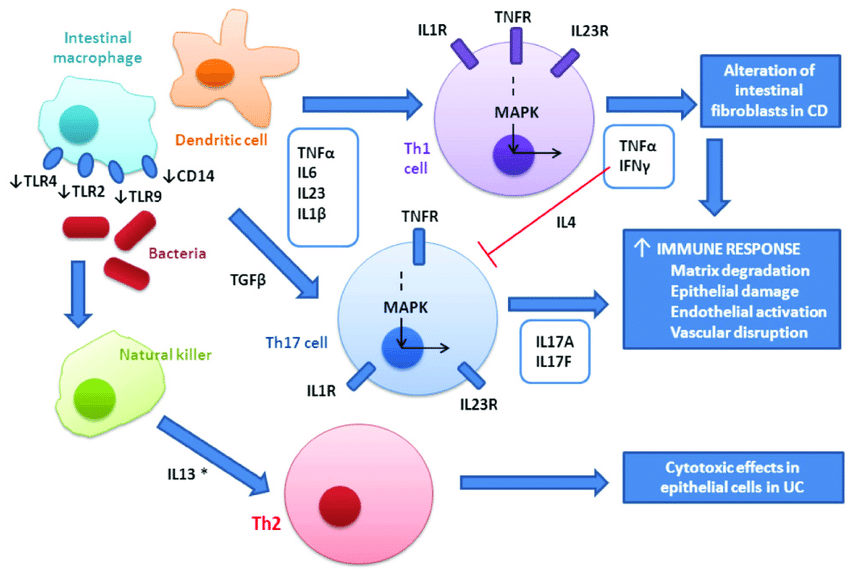 Intestinal
macrophage
Dendritic cell
↓TLR4
↓TLR2
↓TLR9
↓CD14
Bacteria
TNFα
IL6
IL23
IL1β
TGFβ
IL1R
TNFR
IL23R
MAPK
Th1
cell
TNFα
IFNγ
IL4
Alteration of
intestinal
fibroblasts in CD
TNFR
MAPK
Th17 cell
IL1R
IL23R
IL17A
IL17F
↑ IMMUNE RESPONSE
Matrix degradation
Epithelial damage
Endothelial activation
Vascular disruption
Natural killer
IL13 *
Th2
Cytotoxic effects in
epithelial cells in UC